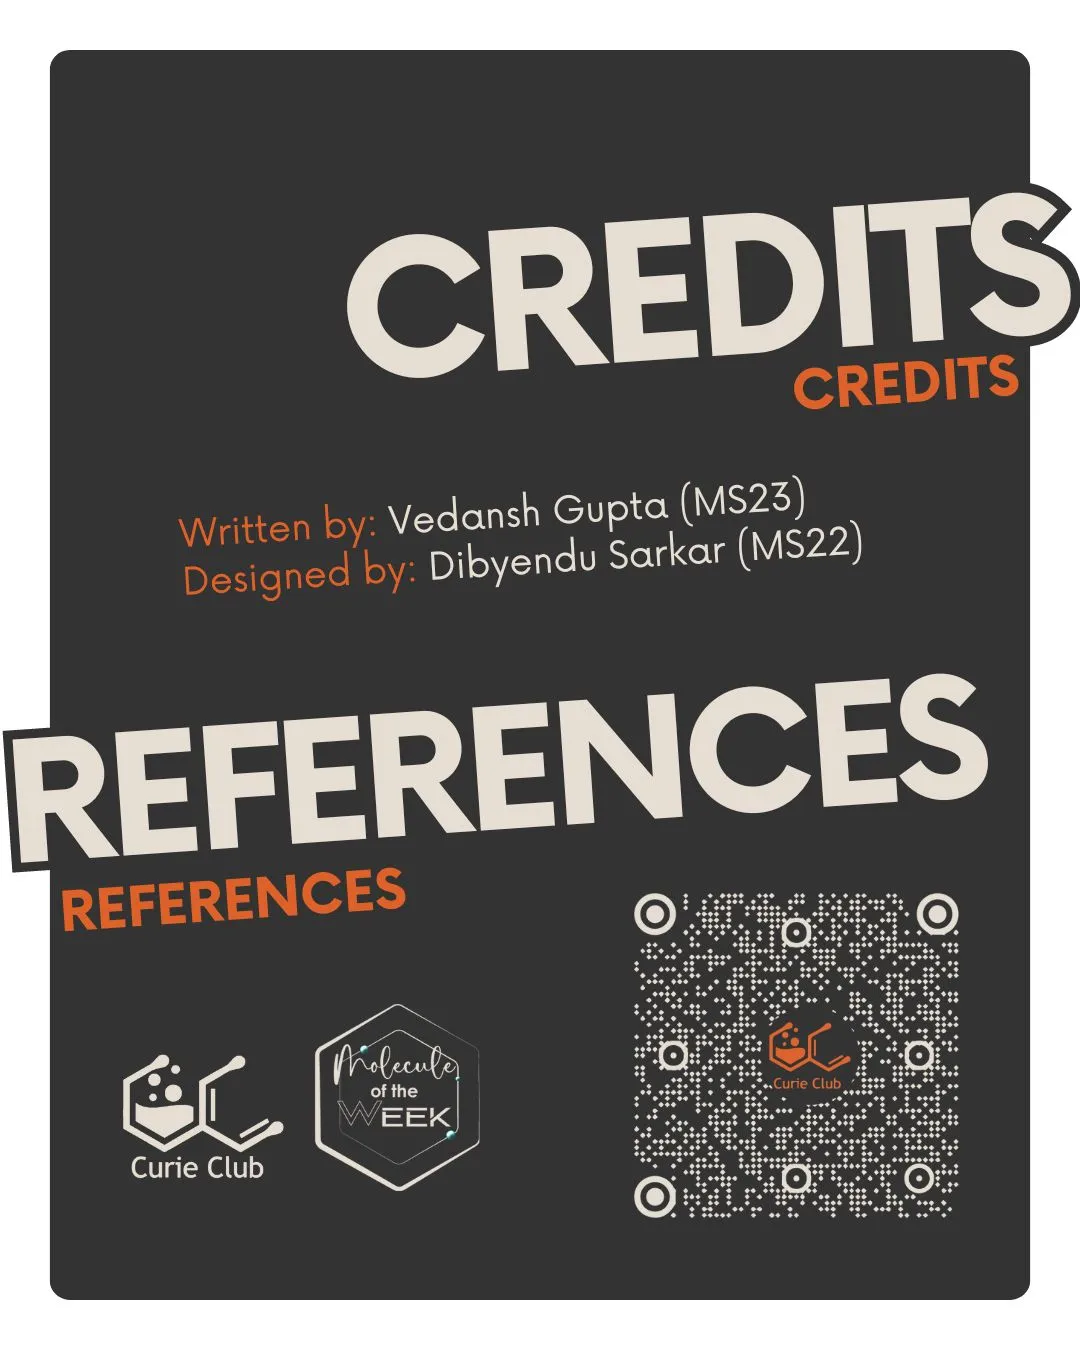 CREDITS
CREDITS
Written by: Vedansh Gupta (MS23)
Designed by: Dibyendu Sarkar (MS22)
REFERENCES
REFERENCES
Curie Club
Molecule
of the
WEEK
Curie Club